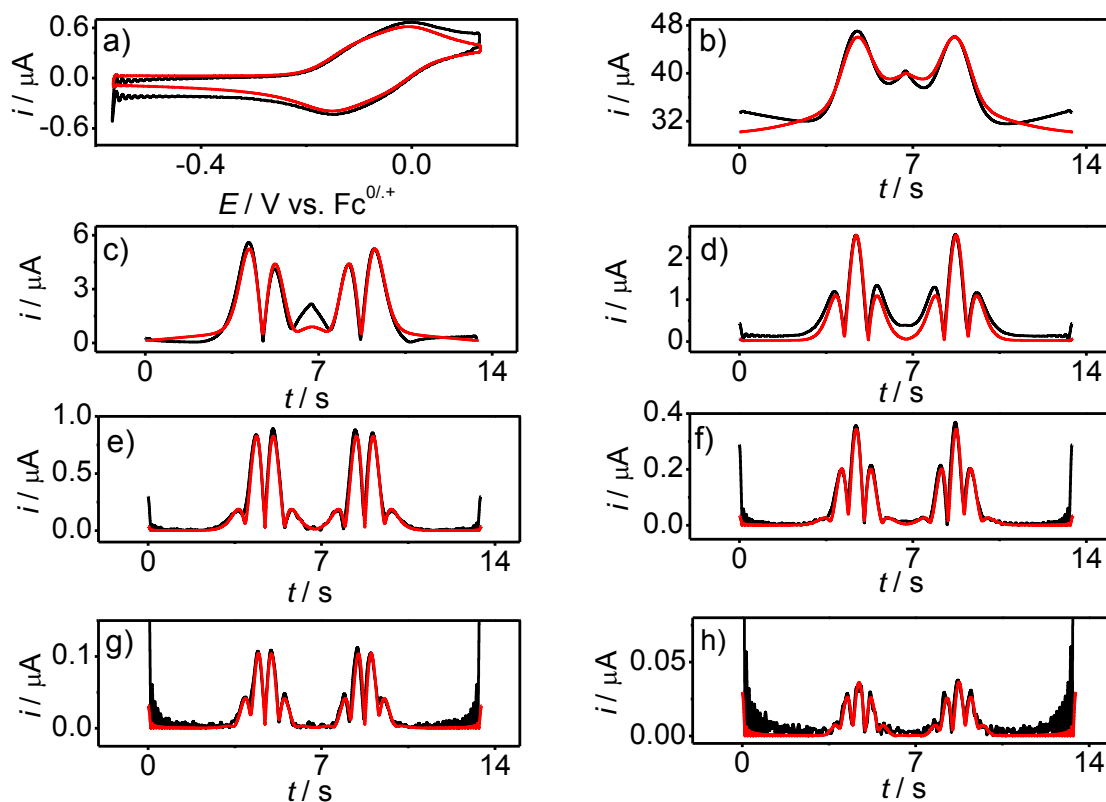 a)
i / µA
0.6
0.0
-0.6
-0.4
0.0
E / V vs. Fc0/.+
b)
i / µA
48
40
32
0
7
14
t / s
c)
i / µA
6
3
0
0
7
14
t / s
d)
i / µA
2
1
0
0
7
14
t / s
e)
i / µA
1.0
0.5
0.0
0
7
14
t / s
f)
i / µA
0.4
0.2
0.0
0
7
14
t / s
g)
i / µA
0.1
0.0
0
7
14
t / s
h)
i / µA
0.05
0.00
0
7
14
t / s